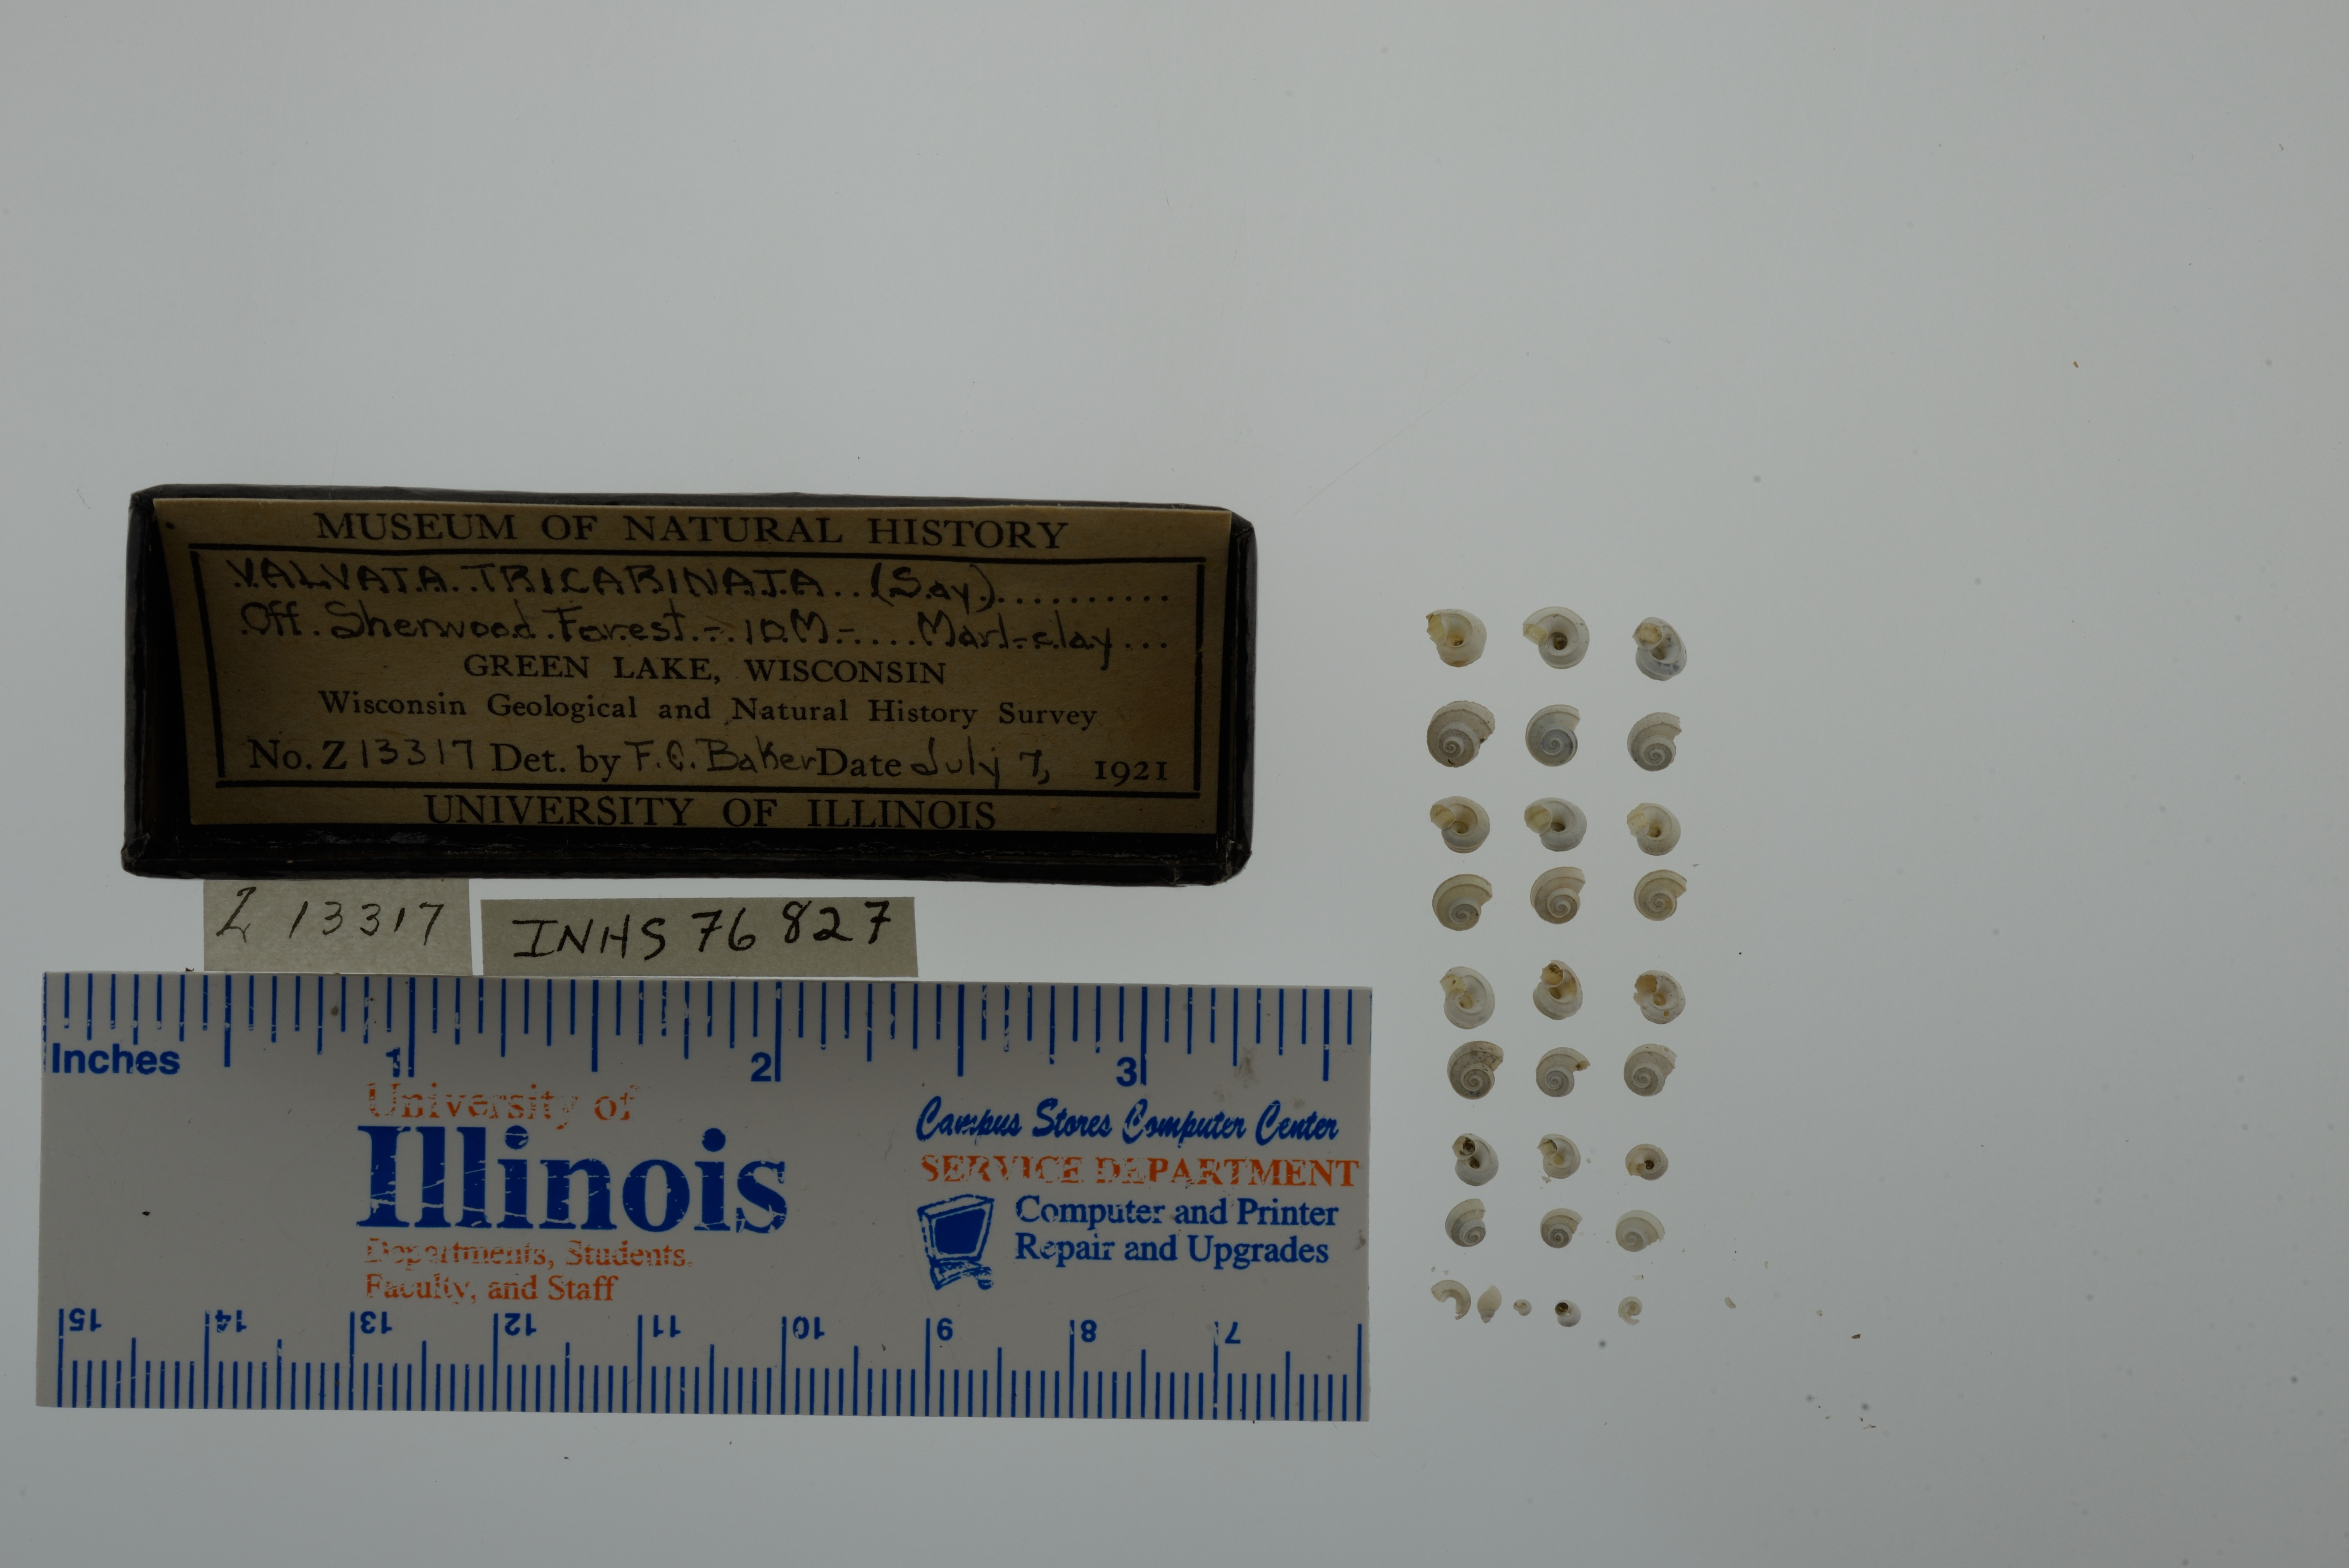 MUSEUM OF NATURAL HISTORY
VALVATA TRICARINATA (Say)
Off Sherwood Forest - 10M - Marl-clay
GREEN LAKE, WISCONSIN
Wisconsin Geological and Natural History Survey
No. Z 13317 Det. by F.C. Baker Date July 7, 1921
UNIVERSITY OF ILLINOIS
Z 13317
INHS 76827
Inches 1 2 3
University of
Illinois
Departments, Students,
Faculty, and Staff
Campus Stores Computer Center
SERVICE DEPARTMENT
Computer and Printer
Repair and Upgrades
15 14 13 12 11 10 9 8 7